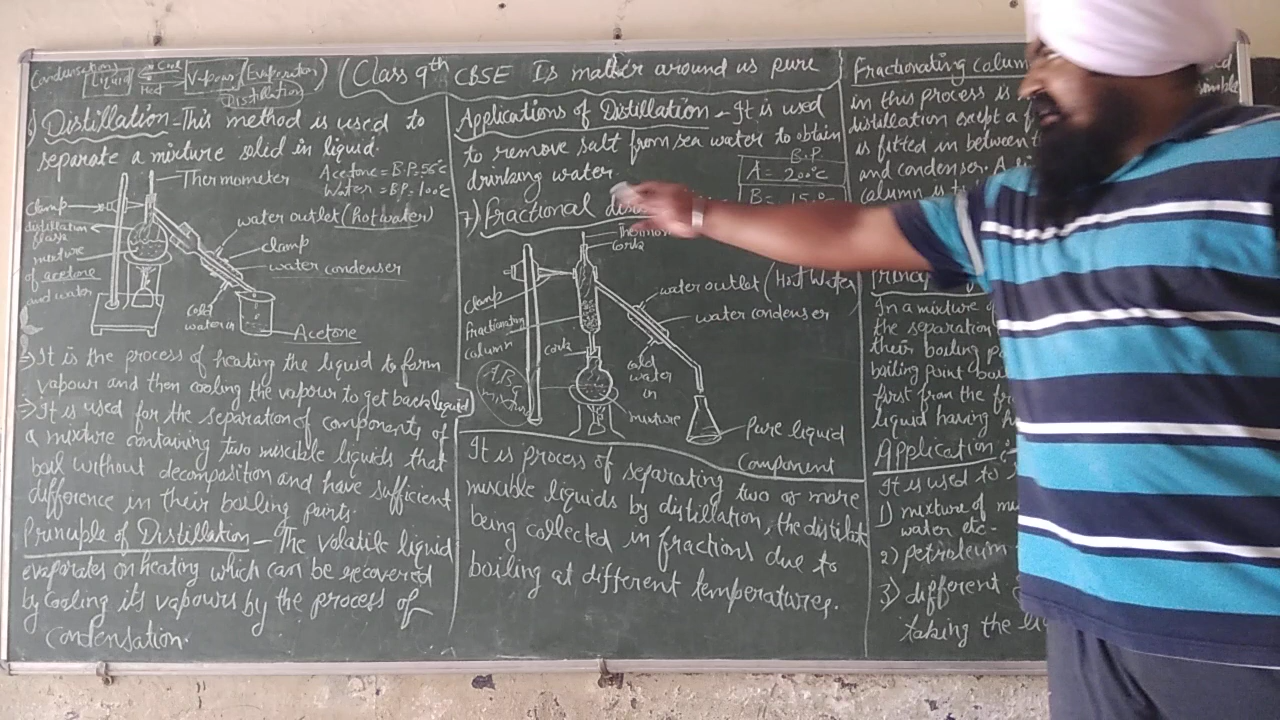 Condensation
Liquid Cool Heat Vapour (Evaporation)
Distillation
(Class 9th CBSE Is matter around us pure
6) Distillation - This method is used to
separate a mixture solid in liquid.
Acetone = B.P = 56°C
Water = B.P = 100°C
Thermometer
Clamp
distillation
flask
mixture
of acetone
and water
water outlet (hot water)
clamp
water condenser
cold
water in
Acetone
⇒ It is the process of heating the liquid to form
vapour and then cooling the vapour to get back liquid
⇒ It is used for the separation of components of
a mixture containing two miscible liquids that
boil without decomposition and have sufficient
difference in their boiling points.
Principle of Distillation - The volatile liquid
evaporates on heating which can be recovered
by cooling its vapours by the process of
condensation.
Applications of Distillation - It is used
to remove salt from sea water to obtain
drinking water.
B.P
A = 200°C
B = 150°
7) Fractional
cork
Clamp
fractionating
column
cork
A, B
mixture
water outlet (Hot Water)
water condenser
cold
water
in
mixture
Pure liquid
Component
It is process of separating two or more
miscible liquids by distillation, the distillate
being collected in fractions due to
boiling at different temperatures.
Fractionating Colum
in this process is
distillation except a
is fitted in between
and condenser. A
column is
In a mixture
the separation
their boiling
boiling point
first from the
liquid having
Application :-
It is used to
1) mixture of
water etc-
2) petroleum
3) different
taking the